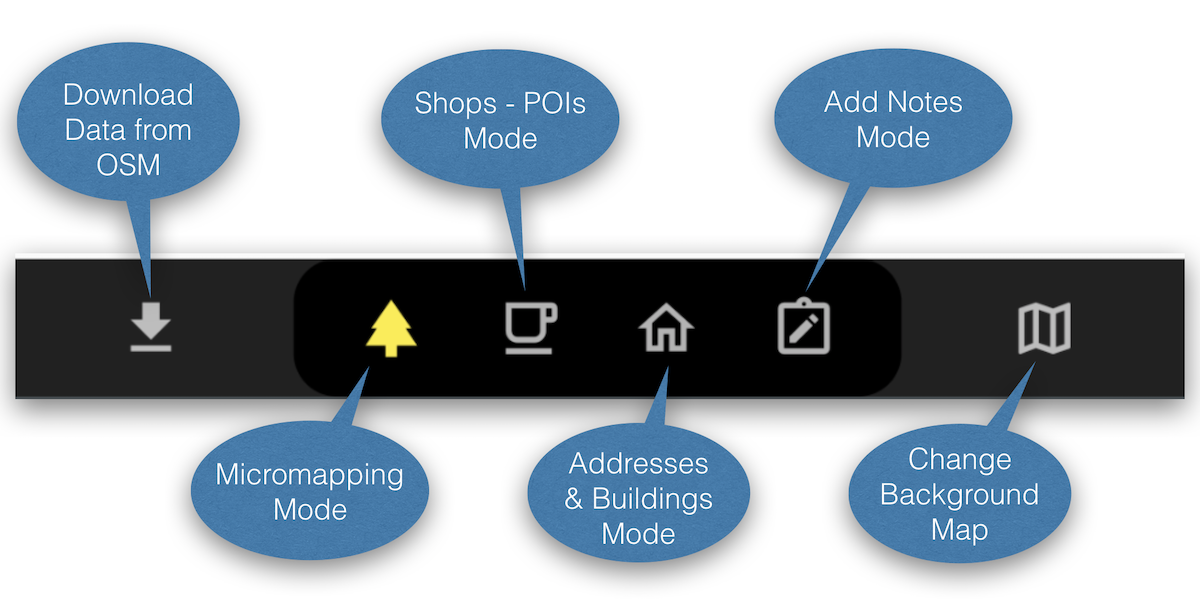 Download
Data from
OSM
Shops - POIs
Mode
Add Notes
Mode
Micromapping
Mode
Addresses
& Buildings
Mode
Change
Background
Map